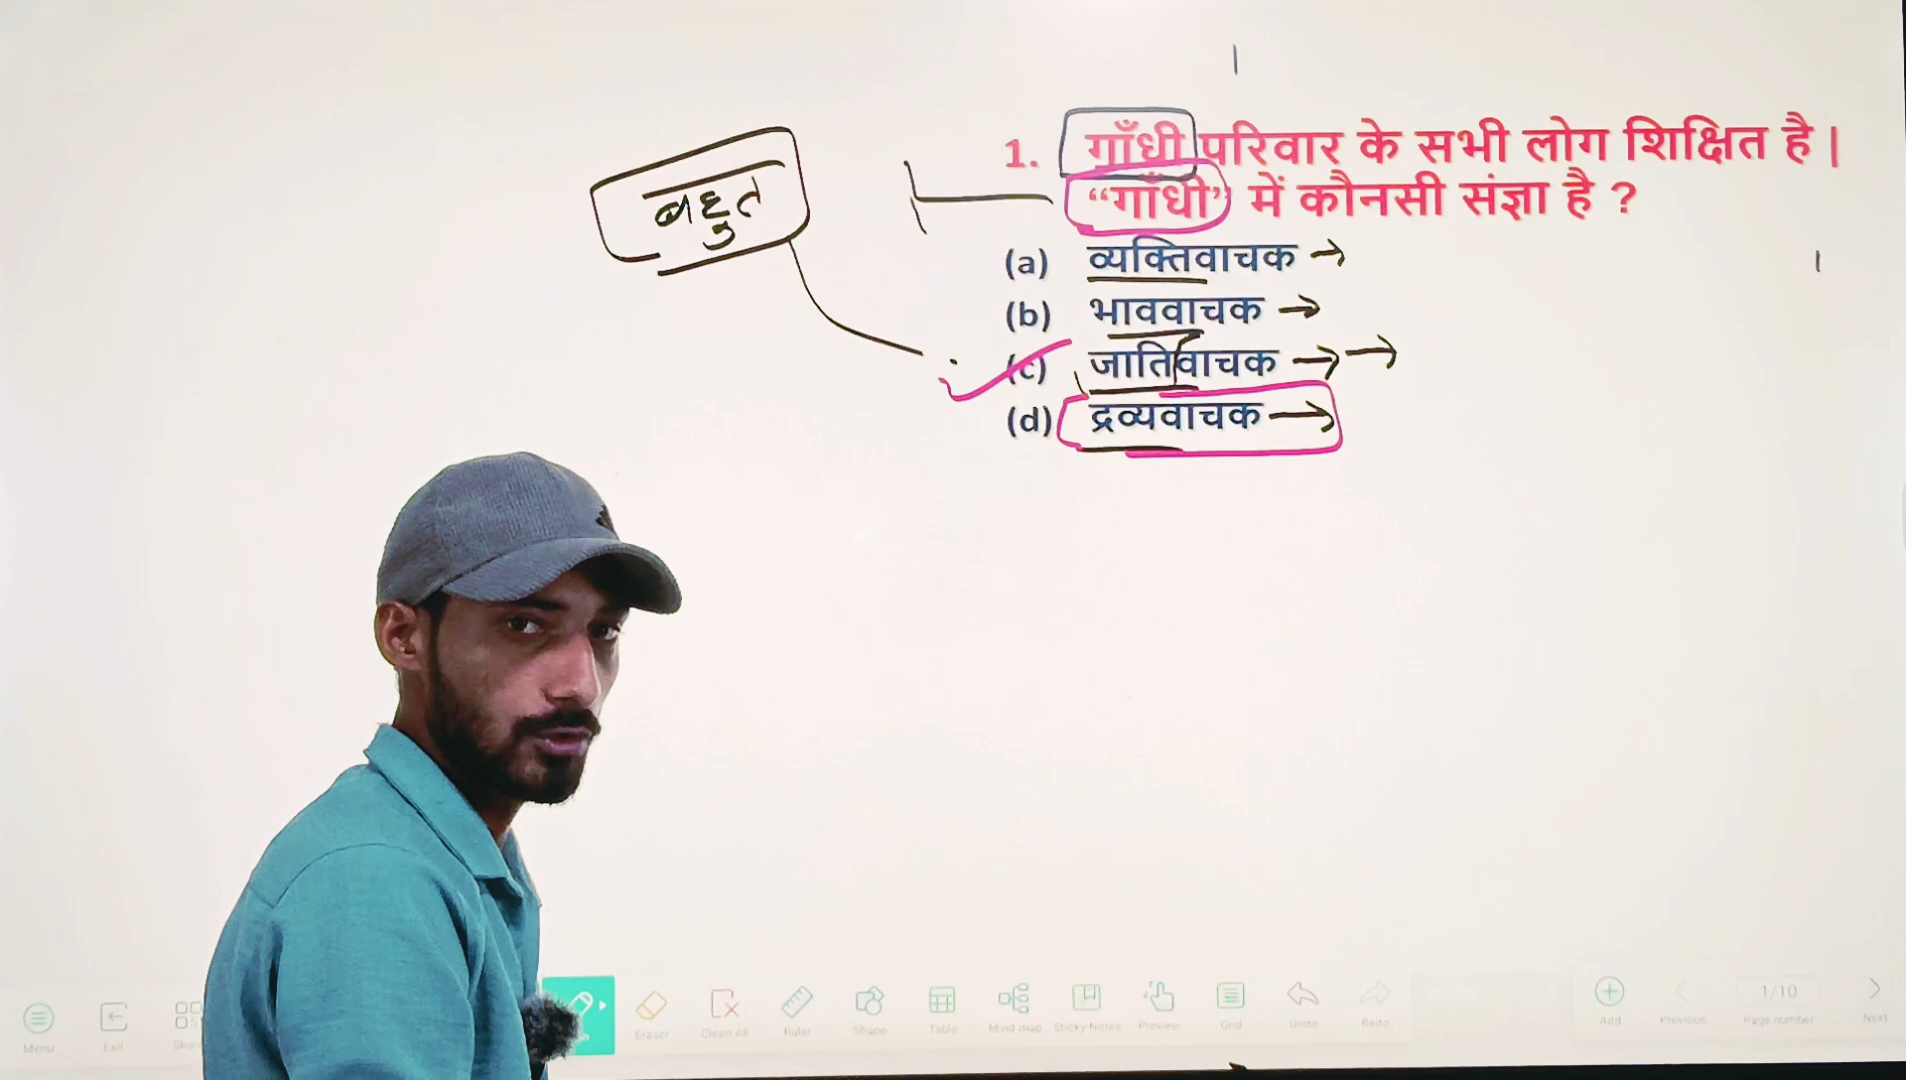 बहुत
1. गाँधी परिवार के सभी लोग शिक्षित है |
“गाँधी” में कौनसी संज्ञा है ?
(a) व्यक्तिवाचक →
(b) भाववाचक →
(c) जातिवाचक → →
(d) द्रव्यवाचक →
Menu Exit Eraser Clean All Ruler Shape Table Mind map Sticky Notes Preview Grid Undo Redo Add Previous 1/10 Page number Next